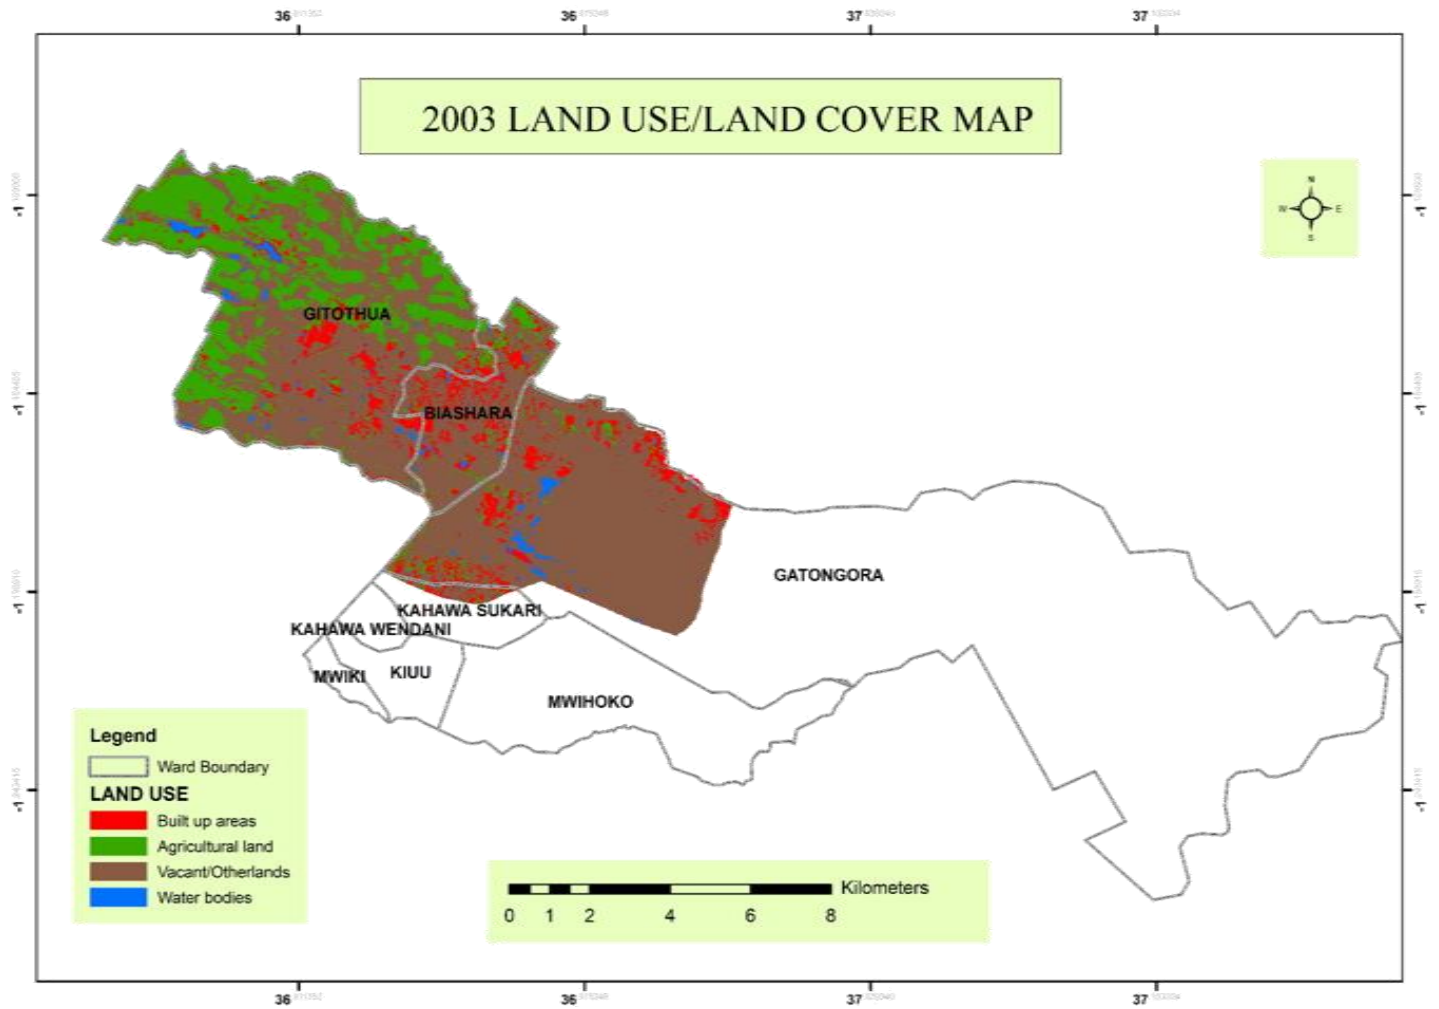 36 36 37 37
2003 LAND USE/LAND COVER MAP
N
W E
S
-1 -1
GITOTHUA
-1 -1
BIASHARA
GATONGORA
-1 -1
KAHAWA SUKARI
KAHAWA WENDANI
MWIKI
KIUU
MWIHOKO
-1 -1
Legend
Ward Boundary
LAND USE
Built up areas
Agricultural land
Vacant/Otherlands
Water bodies
Kilometers
0 1 2 4 6 8
36 36 37 37